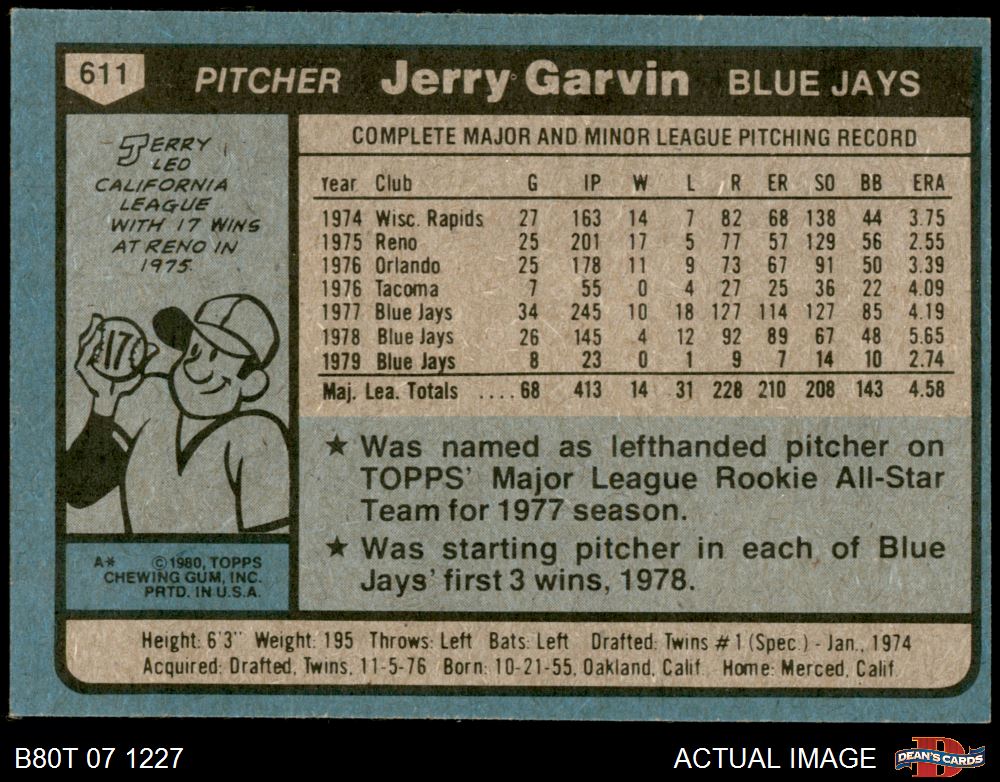 611 PITCHER Jerry Garvin BLUE JAYS
JERRY
LED
CALIFORNIA
LEAGUE
WITH 17 WINS
AT RENO IN
1975.
17
A* ©1980, TOPPS
CHEWING GUM, INC.
PRTD. IN U.S.A.
COMPLETE MAJOR AND MINOR LEAGUE PITCHING RECORD
Year Club G IP W L R ER SO BB ERA
1974 Wisc. Rapids 27 163 14 7 82 68 138 44 3.75
1975 Reno 25 201 17 5 77 57 129 56 2.55
1976 Orlando 25 178 11 9 73 67 91 50 3.39
1976 Tacoma 7 55 0 4 27 25 36 22 4.09
1977 Blue Jays 34 245 10 18 127 114 127 85 4.19
1978 Blue Jays 26 145 4 12 92 89 67 48 5.65
1979 Blue Jays 8 23 0 1 9 7 14 10 2.74
Maj. Lea. Totals ....68 413 14 31 228 210 208 143 4.58
★ Was named as lefthanded pitcher on
TOPPS' Major League Rookie All-Star
Team for 1977 season.
★ Was starting pitcher in each of Blue
Jays' first 3 wins, 1978.
Height: 6'3" Weight: 195 Throws: Left Bats: Left Drafted: Twins #1 (Spec.) - Jan., 1974
Acquired: Drafted, Twins, 11-5-76 Born: 10-21-55, Oakland, Calif. Home: Merced, Calif.
B80T 07 1227 ACTUAL IMAGE D DEAN'S CARDS